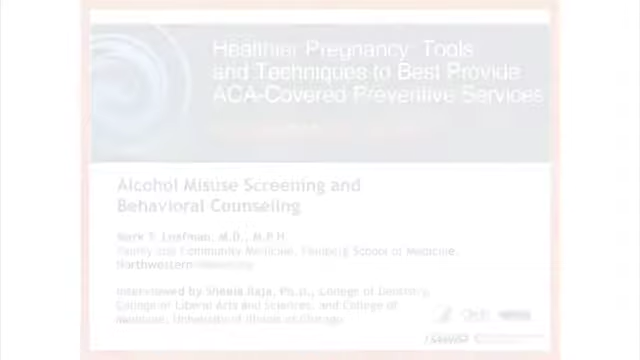 Healthier Pregnancy: Tools
and Techniques to Best Provide
ACA-Covered Preventive Services
Alcohol Misuse Screening and
Behavioral Counseling
Mark T. Loafman, M.D., M.P.H.
Family and Community Medicine, Feinberg School of Medicine,
Northwestern
Interviewed by Sheela Raja, Ph.D., College of Dentistry,
College of Liberal Arts and Sciences, and College of
Medicine, University of Illinois at Chicago